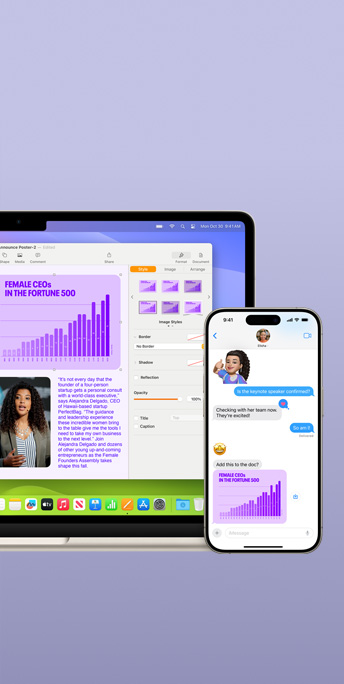 Mon Oct 30 9:41 AM
nnounce Poster-2 — Edited
Shape Media Comment Share Format Document
Style Image Arrange
FEMALE CEOs
IN THE FORTUNE 500
Image Styles
Border
No Border
Shadow
Reflection
Opacity
100%
Title
Caption
"It's not every day that the
founder of a four-person
startup gets a personal consult
with a world-class executive,"
says Alejandra Delgado, CEO
of Hawaii-based startup
PerfectBag. "The guidance
and leadership experience
these incredible women bring
to the table give me the tools I
need to take my own business
to the next level." Join
Alejandra Delgado and dozens
of other young up-and-coming
entrepreneurs as the Female
Founders Assembly takes
shape this fall.
tv
9:41
Is the keynote speaker confirmed?
Checking with her team now.
They're excited!
So am I!
Delivered
Add this to the doc?
FEMALE CEOs
IN THE FORTUNE 500
iMessage